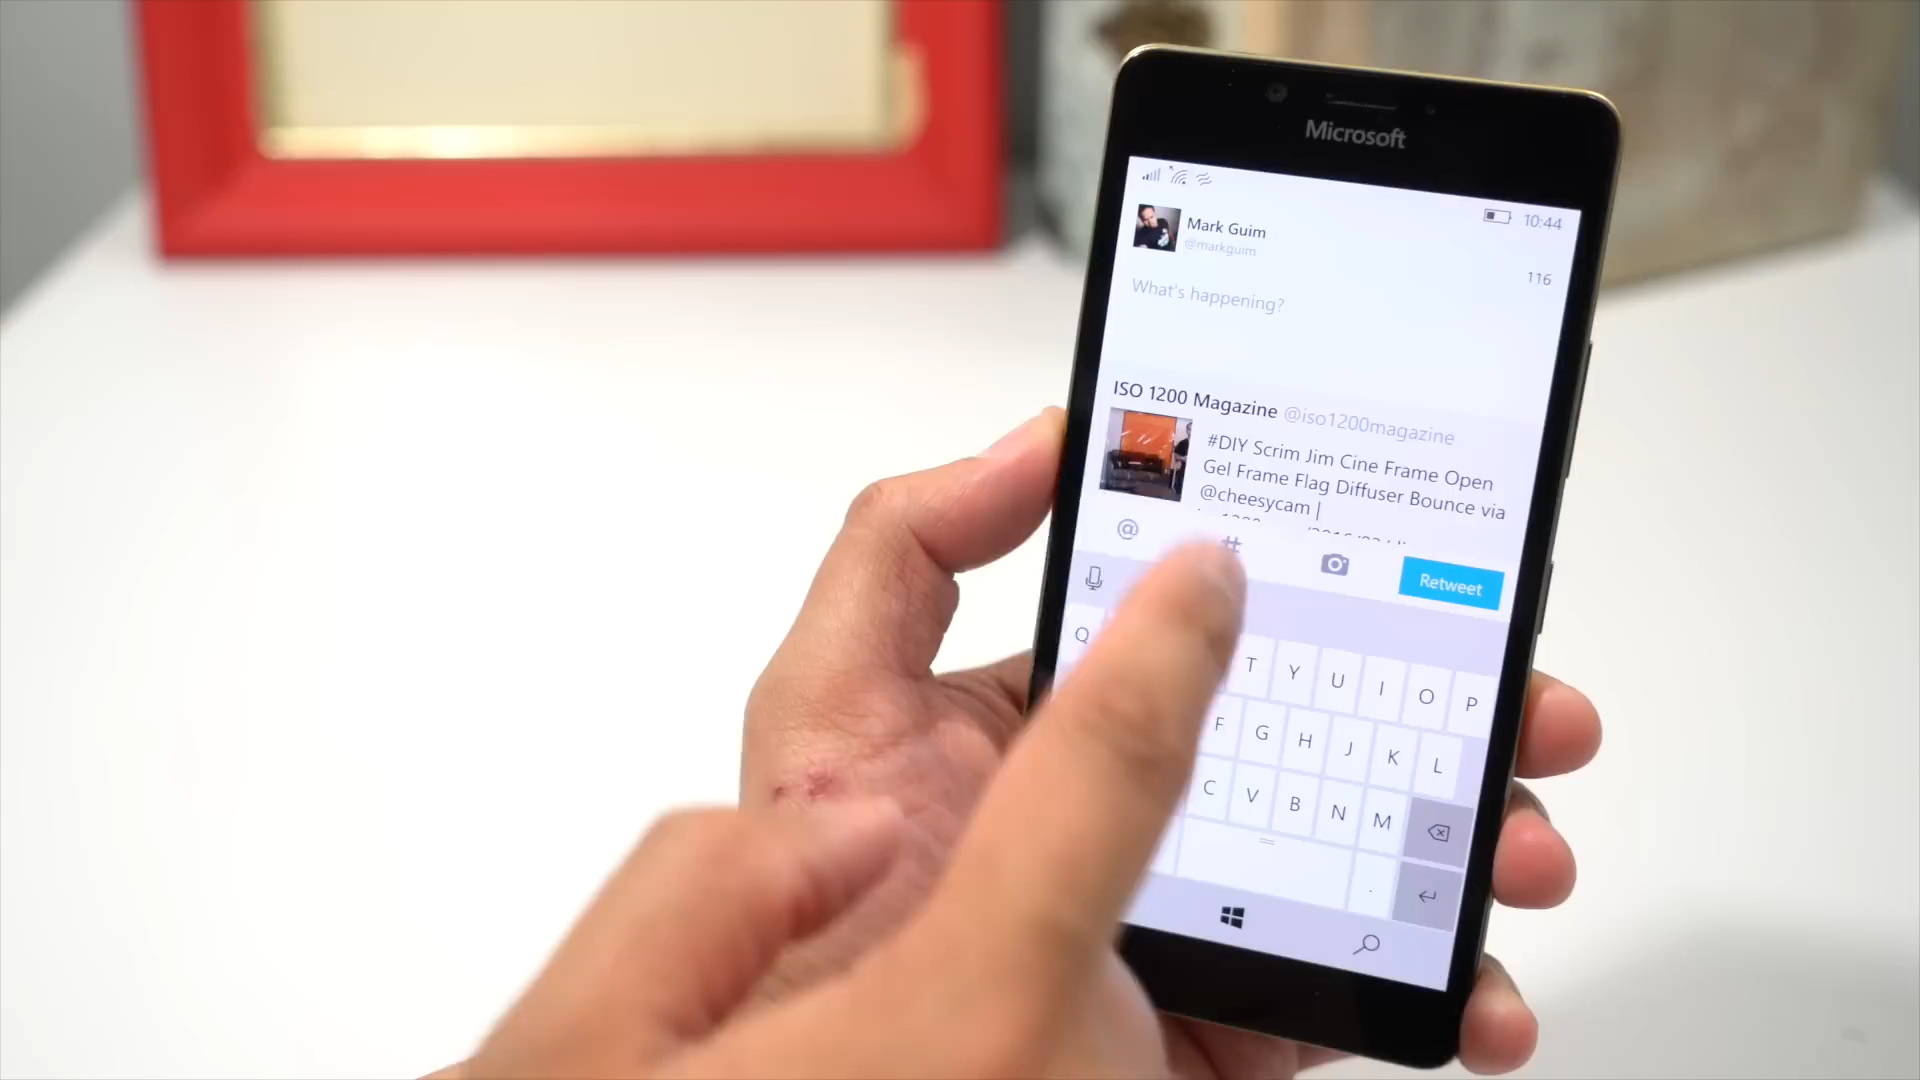 Microsoft
10:44
Mark Guim
@markguim
116
What's happening?
ISO 1200 Magazine @iso1200magazine
#DIY Scrim Jim Cine Frame Open
Gel Frame Flag Diffuser Bounce via
@cheesycam |
@ #
Retweet
Q T Y U I O P
F G H J K L
C V B N M
.